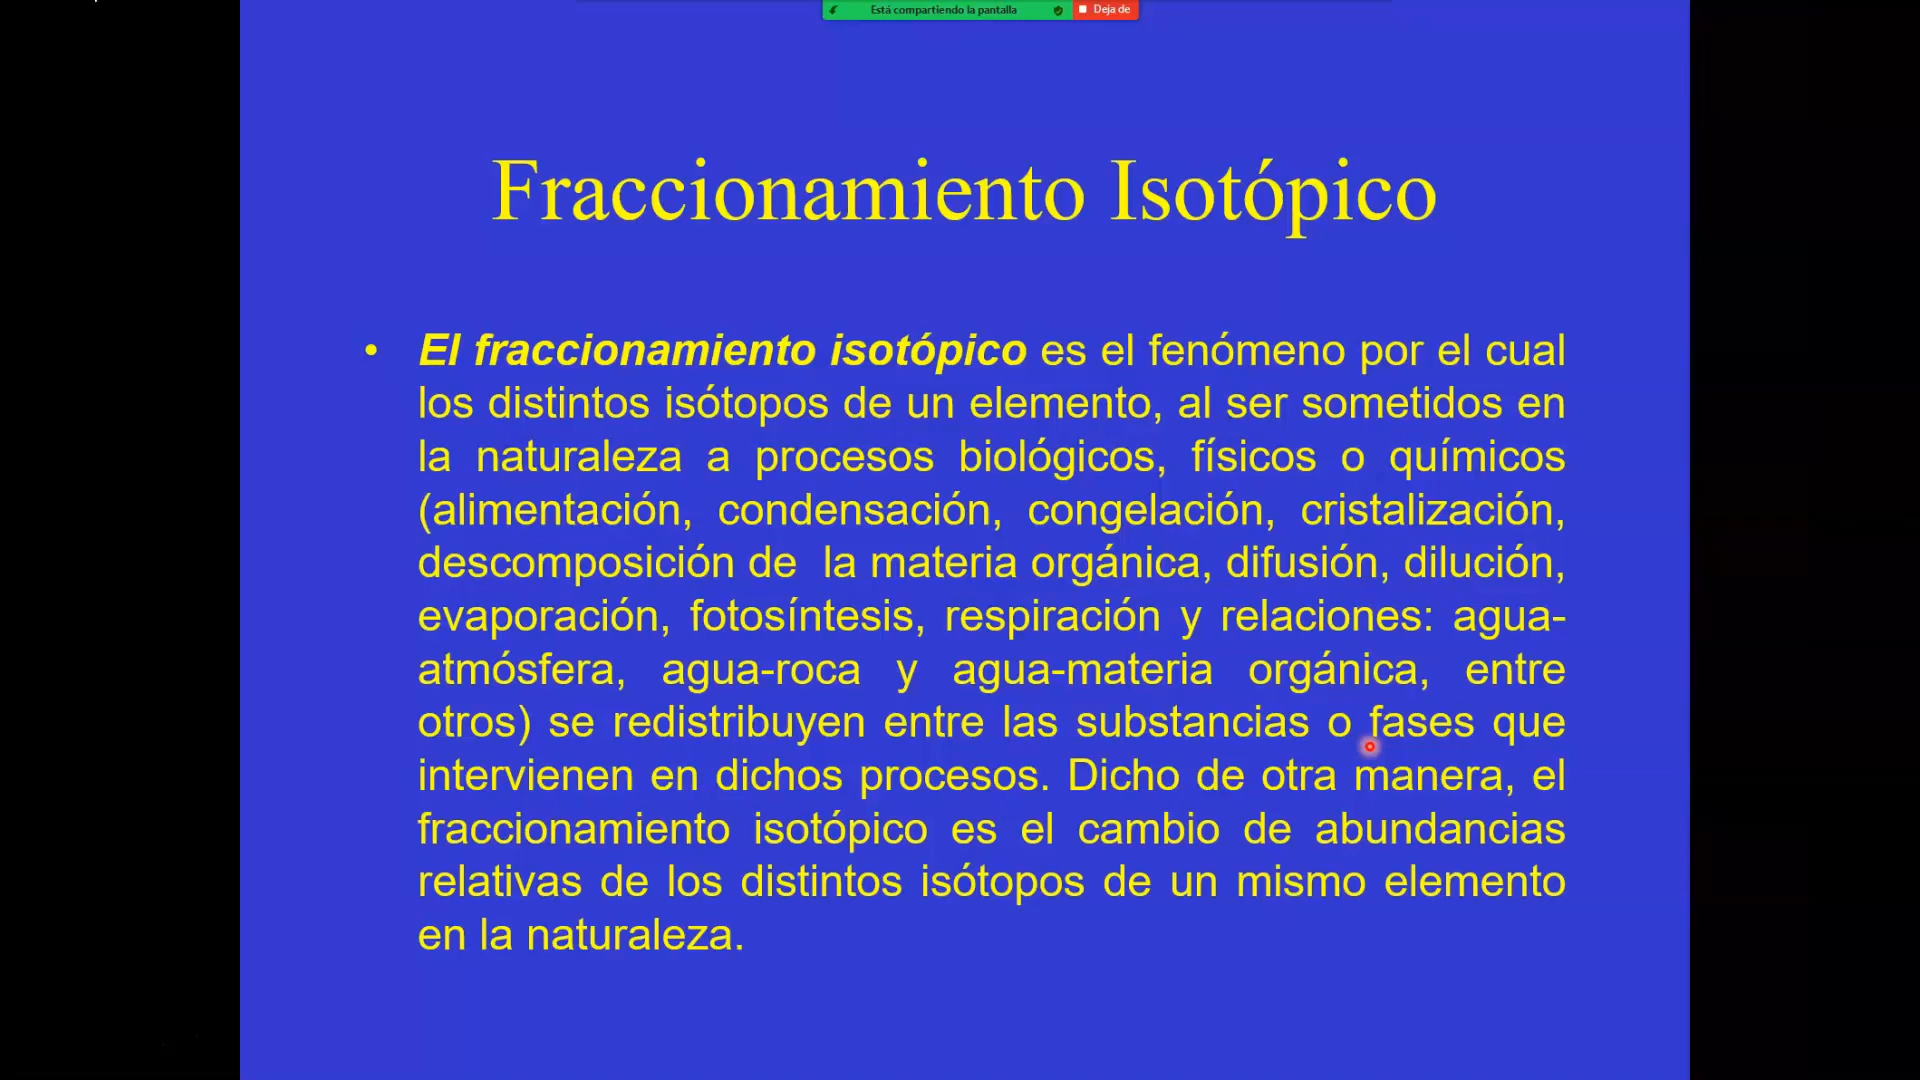 Está compartiendo la pantalla
Deja de
Fraccionamiento Isotópico
• El fraccionamiento isotópico es el fenómeno por el cual
los distintos isótopos de un elemento, al ser sometidos en
la naturaleza a procesos biológicos, físicos o químicos
(alimentación, condensación, congelación, cristalización,
descomposición de la materia orgánica, difusión, dilución,
evaporación, fotosíntesis, respiración y relaciones: agua-
atmósfera, agua-roca y agua-materia orgánica, entre
otros) se redistribuyen entre las substancias o fases que
intervienen en dichos procesos. Dicho de otra manera, el
fraccionamiento isotópico es el cambio de abundancias
relativas de los distintos isótopos de un mismo elemento
en la naturaleza.